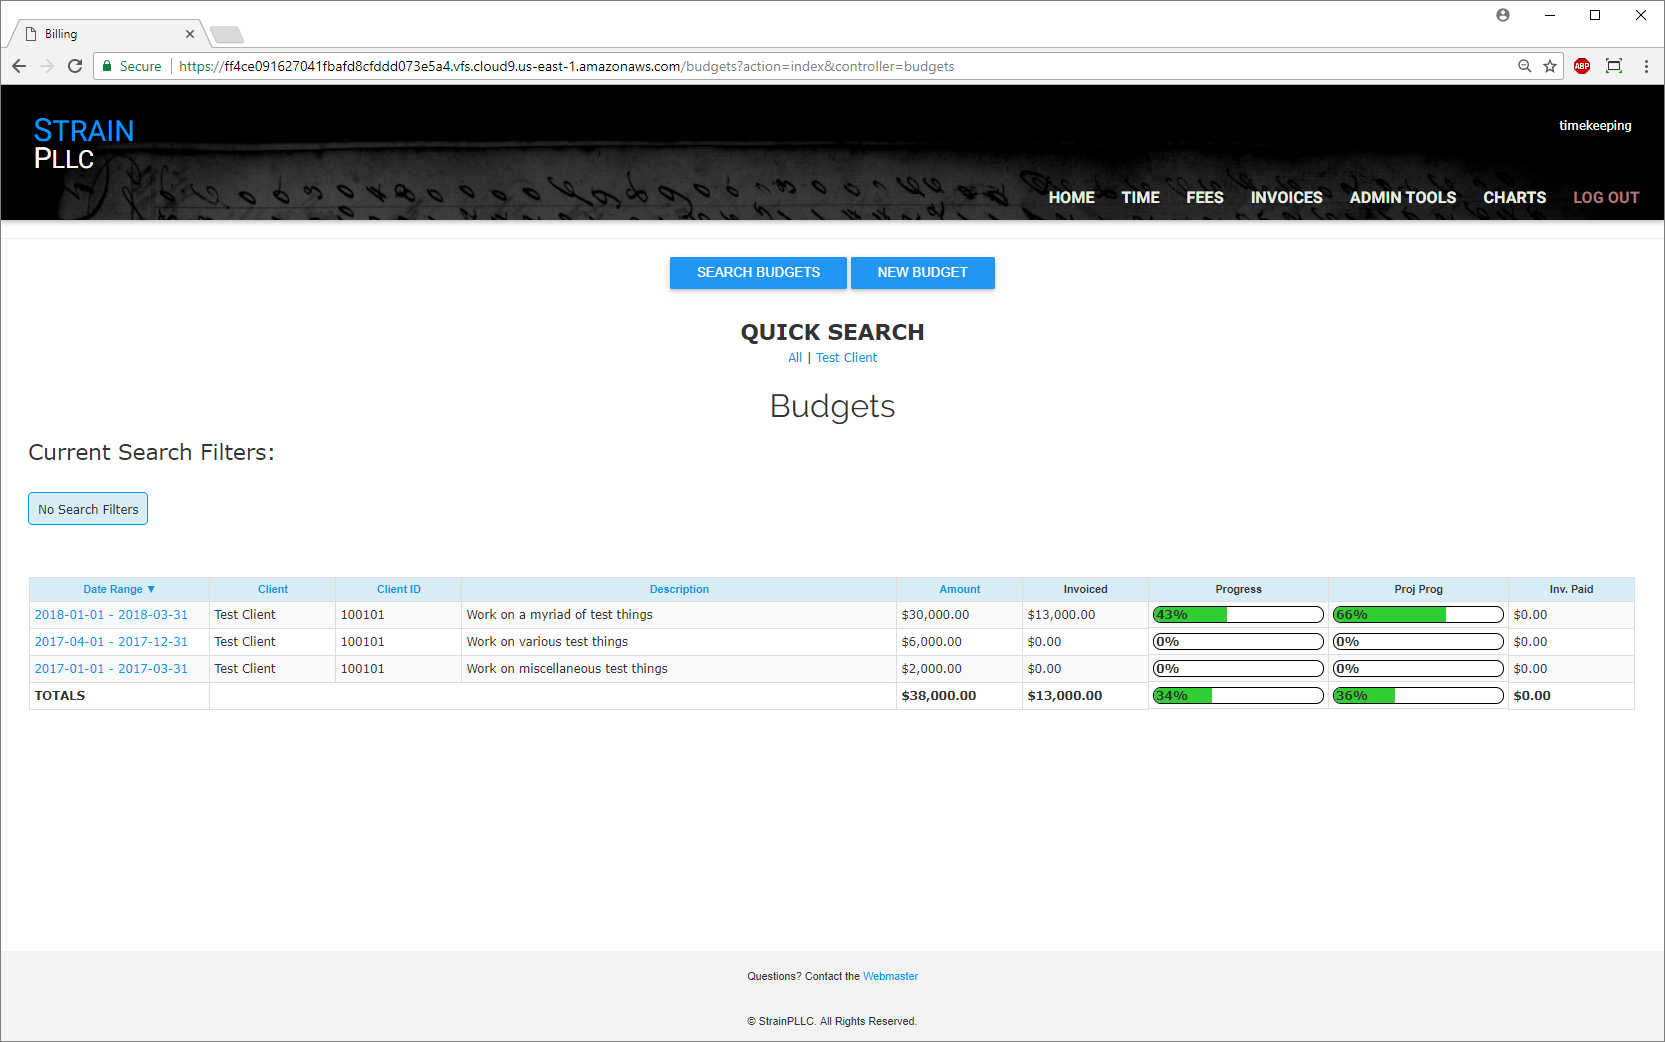 Billing
Secure https://ff4ce091627041fbafd8cfddd073e5a4.vfs.cloud9.us-east-1.amazonaws.com/budgets?action=index&controller=budgets
ABP
STRAIN
PLLC
timekeeping
HOME TIME FEES INVOICES ADMIN TOOLS CHARTS LOG OUT
SEARCH BUDGETS NEW BUDGET
QUICK SEARCH
All | Test Client
Budgets
Current Search Filters:
No Search Filters
Date Range ▼ Client Client ID Description Amount Invoiced Progress Proj Prog Inv. Paid
2018-01-01 - 2018-03-31 Test Client 100101 Work on a myriad of test things $30,000.00 $13,000.00 43% 66% $0.00
2017-04-01 - 2017-12-31 Test Client 100101 Work on various test things $6,000.00 $0.00 0% 0% $0.00
2017-01-01 - 2017-03-31 Test Client 100101 Work on miscellaneous test things $2,000.00 $0.00 0% 0% $0.00
TOTALS $38,000.00 $13,000.00 34% 36% $0.00
Questions? Contact the Webmaster
© StrainPLLC. All Rights Reserved.